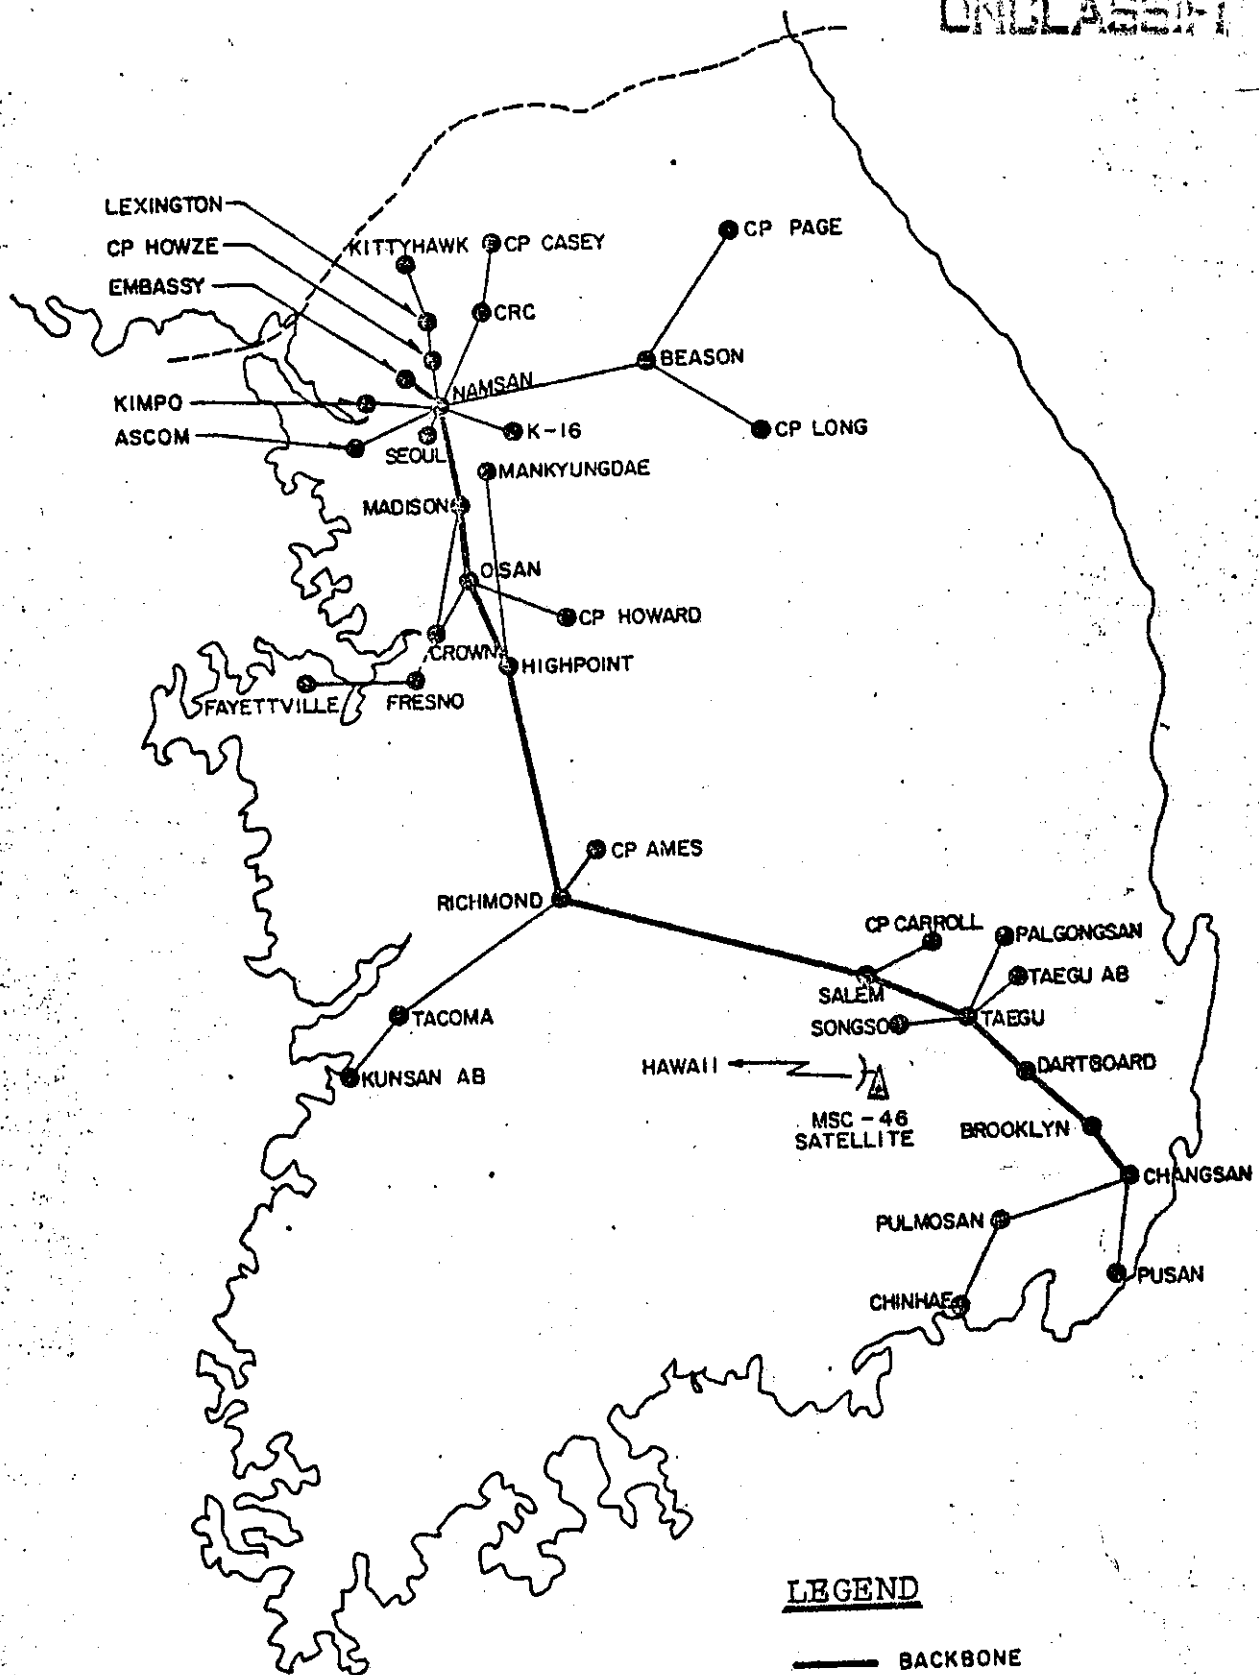 UNCLASSIFI
LEXINGTON
CP HOWZE
EMBASSY
KITTYHAWK
CP CASEY
CP PAGE
CRC
NAMSAN
BEASON
KIMPO
ASCOM
SEOUL
K-16
CP LONG
MANKYUNGDAE
MADISON
OSAN
CP HOWARD
CROWN
HIGHPOINT
FAYETTVILLE
FRESNO
CP AMES
RICHMOND
CP CARROLL
PALGONGSAN
TAEGU AB
SALEM
TACOMA
SONGSO
TAEGU
KUNSAN AB
HAWAII
DARTBOARD
MSC-46
SATELLITE
BROOKLYN
CHANGSAN
PULMOSAN
PUSAN
CHINHAE
LEGEND
BACKBONE